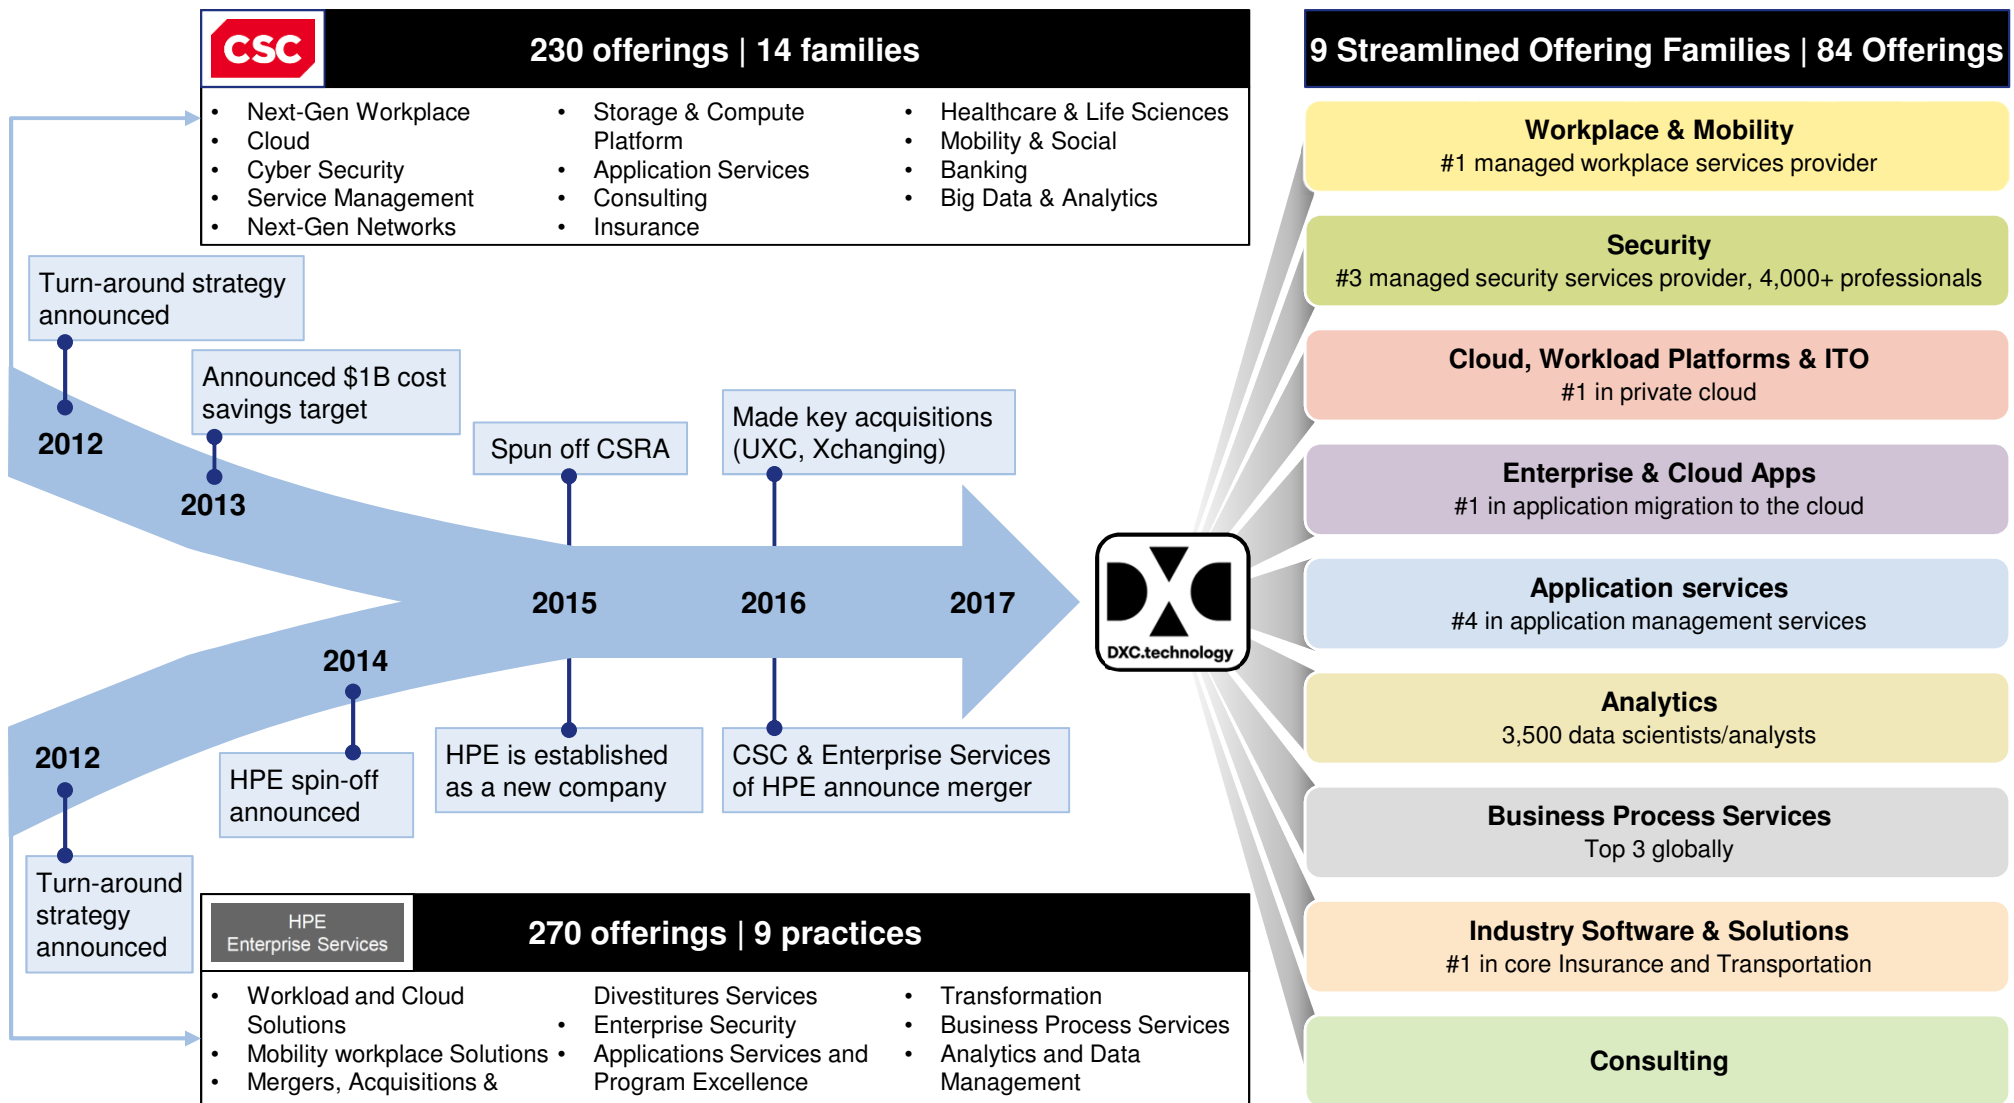 CSC
230 offerings | 14 families
• Next-Gen Workplace
• Cloud
• Cyber Security
• Service Management
• Next-Gen Networks
• Storage & Compute
Platform
• Application Services
• Consulting
• Insurance
• Healthcare & Life Sciences
• Mobility & Social
• Banking
• Big Data & Analytics
Turn-around strategy
announced
2012
Announced $1B cost
savings target
2013
Spun off CSRA
Made key acquisitions
(UXC, Xchanging)
2015
2016
2017
2014
2012
HPE spin-off
announced
HPE is established
as a new company
CSC & Enterprise Services
of HPE announce merger
Turn-around
strategy
announced
HPE
Enterprise Services
270 offerings | 9 practices
• Workload and Cloud
Solutions
• Mobility workplace Solutions
• Mergers, Acquisitions &
Divestitures Services
• Enterprise Security
• Applications Services and
Program Excellence
• Transformation
• Business Process Services
• Analytics and Data
Management
DXC
DXC.technology
9 Streamlined Offering Families | 84 Offerings
Workplace & Mobility
#1 managed workplace services provider
Security
#3 managed security services provider, 4,000+ professionals
Cloud, Workload Platforms & ITO
#1 in private cloud
Enterprise & Cloud Apps
#1 in application migration to the cloud
Application services
#4 in application management services
Analytics
3,500 data scientists/analysts
Business Process Services
Top 3 globally
Industry Software & Solutions
#1 in core Insurance and Transportation
Consulting